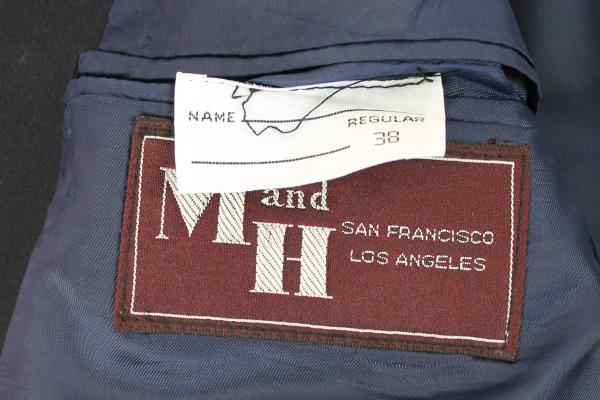 NAME
REGULAR
38
M and
H
SAN FRANCISCO
LOS ANGELES